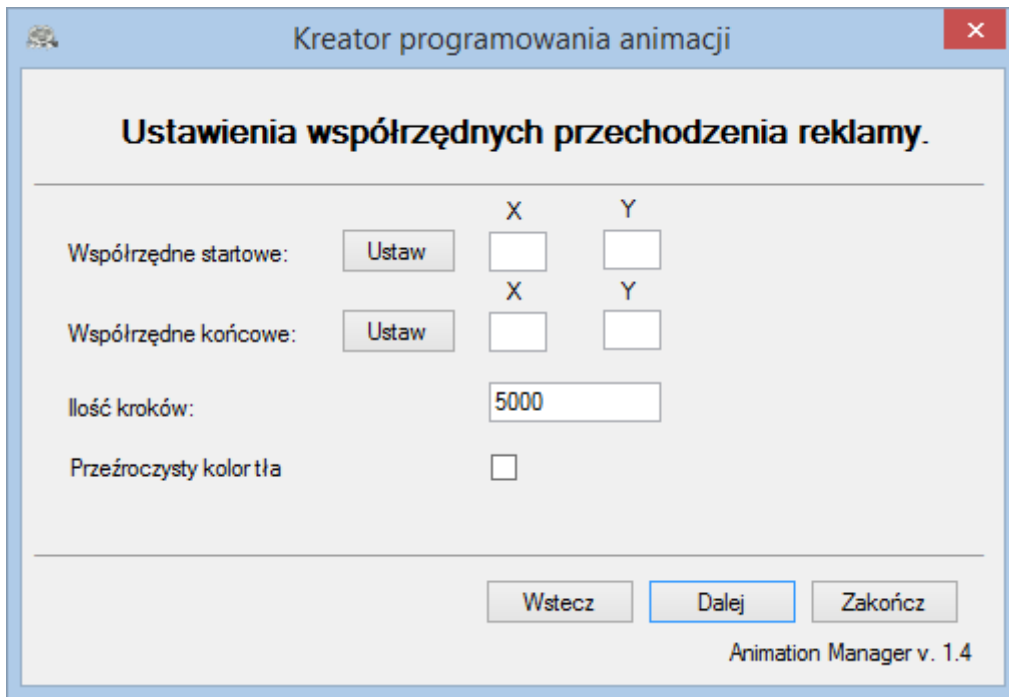 Kreator programowania animacji
Ustawienia współrzędnych przechodzenia reklamy.
X Y
Współrzędne startowe: Ustaw
X Y
Współrzędne końcowe: Ustaw
Ilość kroków: 5000
Przeźroczysty kolor tła
Wstecz Dalej Zakończ
Animation Manager v. 1.4